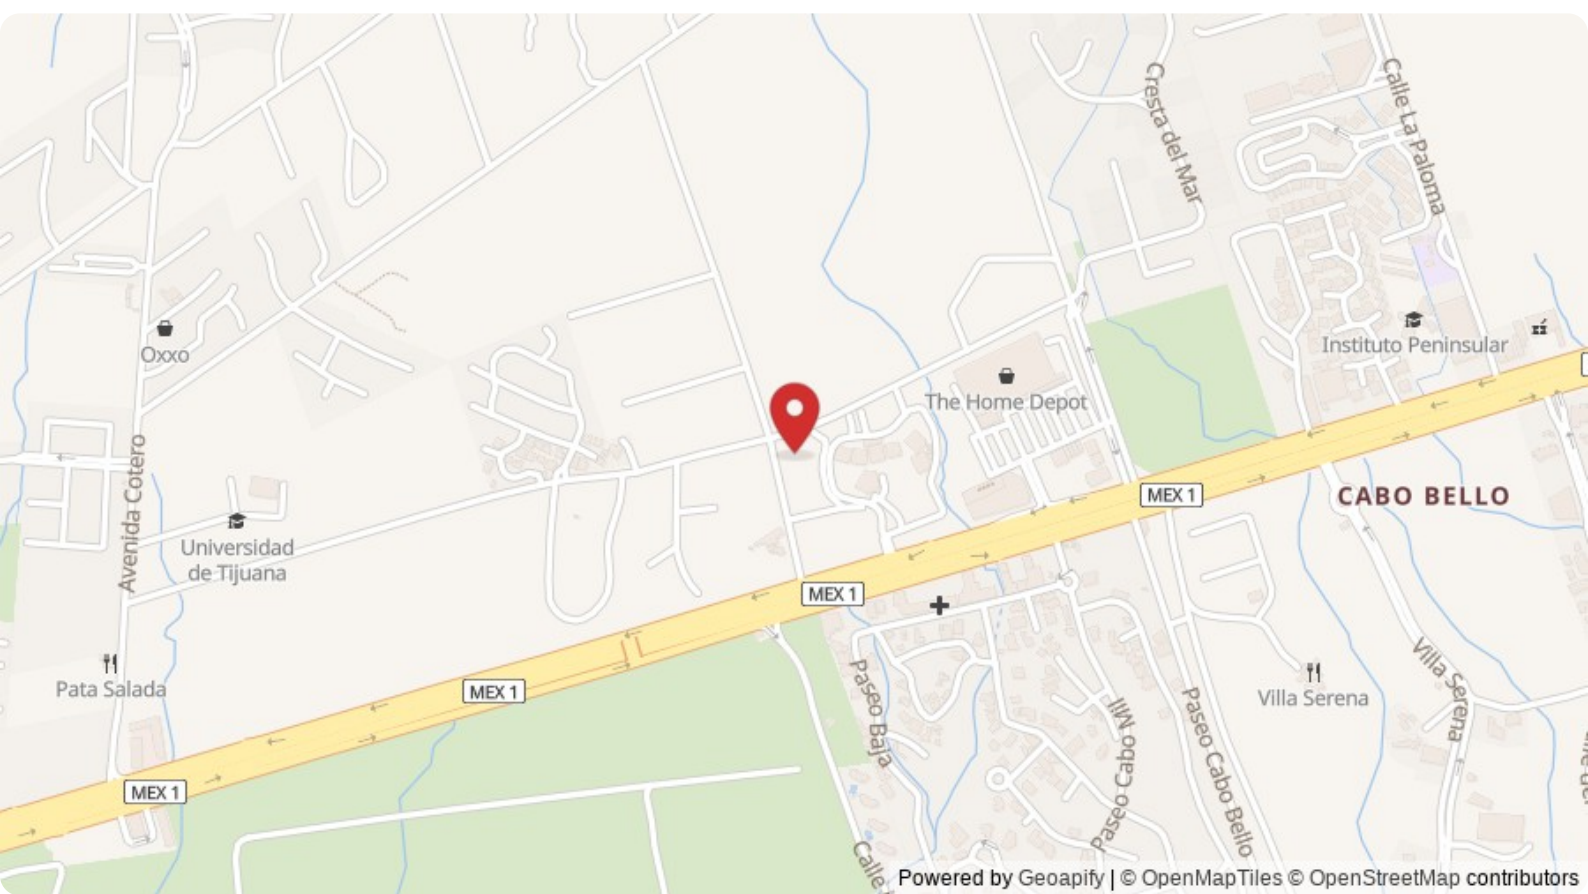 Cresta del Mar
Calle La Paloma
Oxxo
Instituto Peninsular
The Home Depot
Avenida Cotero
MEX 1
CABO BELLO
Universidad
de Tijuana
MEX 1
Pata Salada
MEX 1
Paseo Baja
Villa Serena
Villa Serena
Paseo Cabo Mil
Paseo Cabo Bello
MEX 1
Calle
Powered by Geoapify | © OpenMapTiles © OpenStreetMap contributors